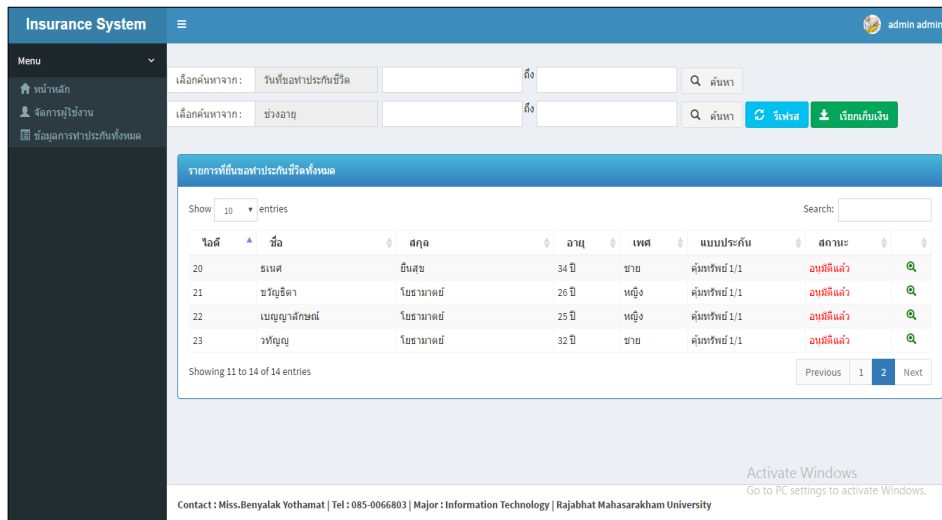 Insurance System
admin admin
Menu
หน้าหลัก
จัดการผู้ใช้งาน
ข้อมูลการทำประกันทั้งหมด
เลือกค้นหาจาก : วันที่ขอทำประกันชีวิต ถึง ค้นหา
เลือกค้นหาจาก : ช่วงอายุ ถึง ค้นหา รีเฟรส เรียกเก็บเงิน
รายการที่ยื่นขอทำประกันชีวิตทั้งหมด
Show 10 entries Search:
ไอดี ชื่อ สกุล อายุ เพศ แบบประกัน สถานะ
20 ธเนศ ยืนสุข 34 ปี ชาย คุ้มทรัพย์ 1/1 อนุมัติแล้ว
21 ขวัญธิดา โยธามาตย์ 26 ปี หญิง คุ้มทรัพย์ 1/1 อนุมัติแล้ว
22 เบญญาลักษณ์ โยธามาตย์ 25 ปี หญิง คุ้มทรัพย์ 1/1 อนุมัติแล้ว
23 วทัญญู โยธามาตย์ 32 ปี ชาย คุ้มทรัพย์ 1/1 อนุมัติแล้ว
Showing 11 to 14 of 14 entries Previous 1 2 Next
Activate Windows
Go to PC settings to activate Windows.
Contact : Miss.Benyalak Yothamat | Tel : 085-0066803 | Major : Information Technology | Rajabhat Mahasarakham University